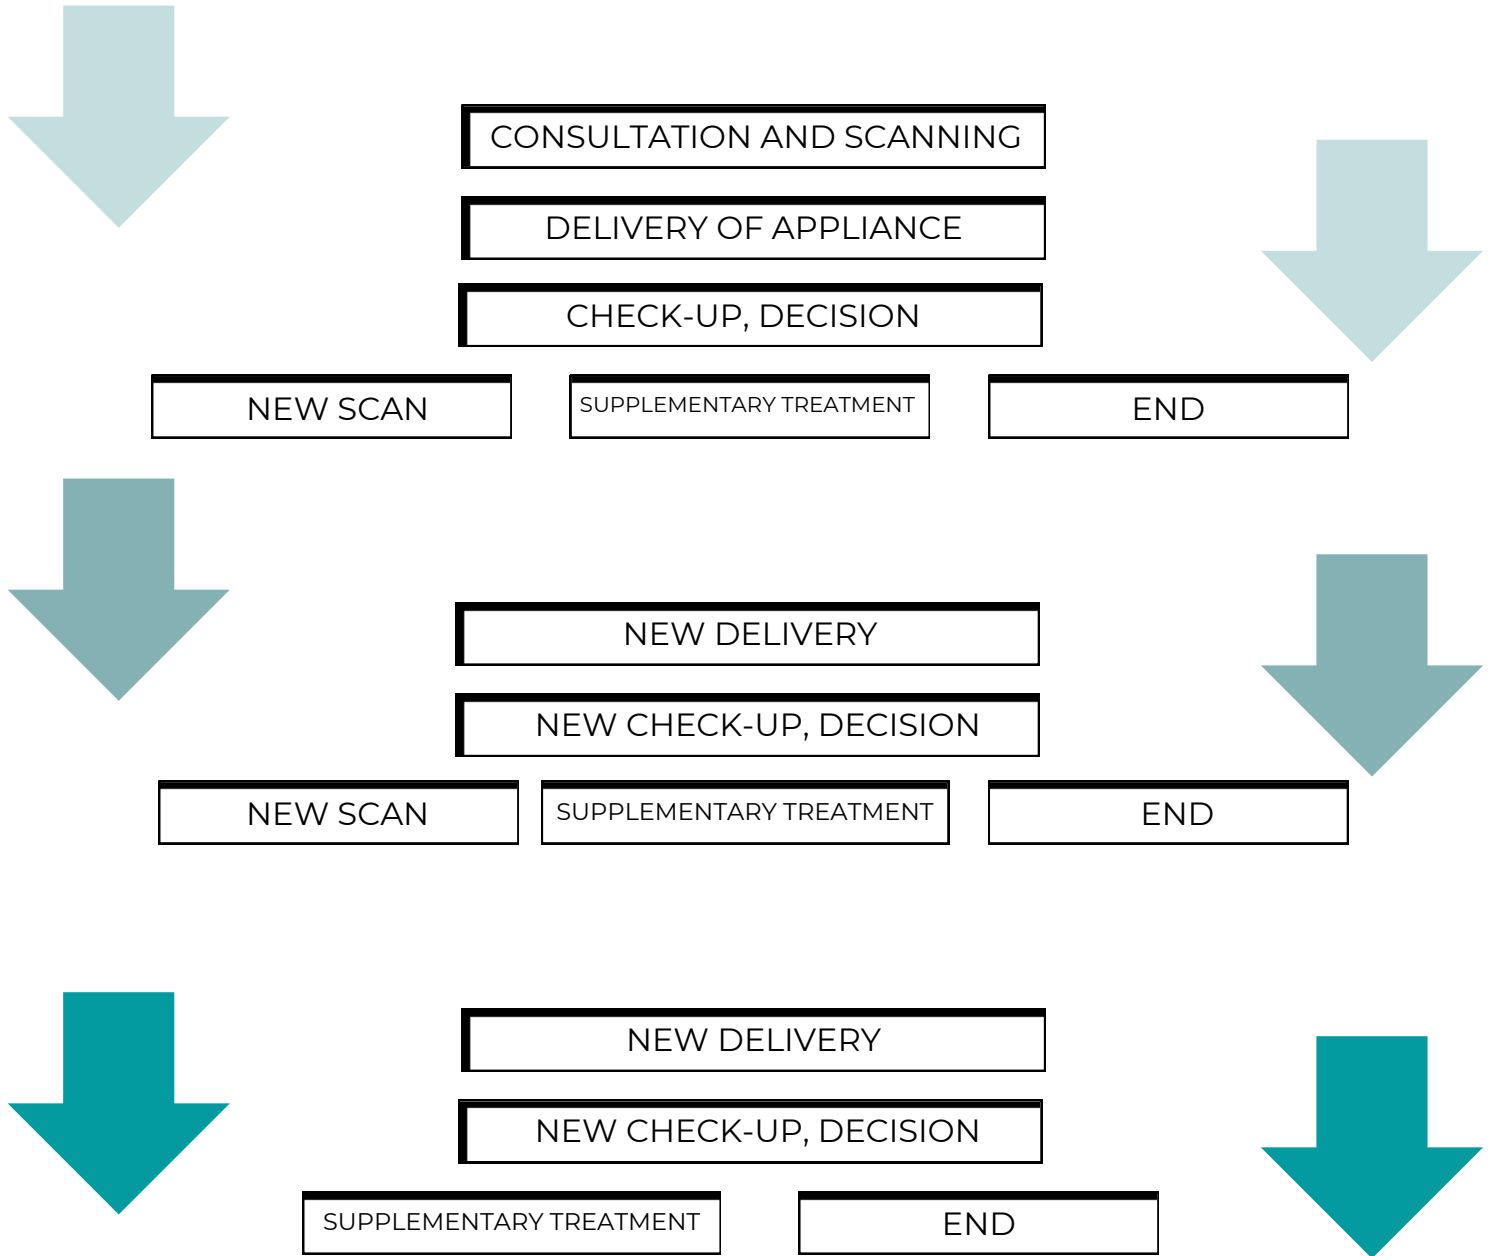 CONSULTATION AND SCANNING
DELIVERY OF APPLIANCE
CHECK-UP, DECISION
NEW SCAN
SUPPLEMENTARY TREATMENT
END
NEW DELIVERY
NEW CHECK-UP, DECISION
NEW SCAN
SUPPLEMENTARY TREATMENT
END
NEW DELIVERY
NEW CHECK-UP, DECISION
SUPPLEMENTARY TREATMENT
END